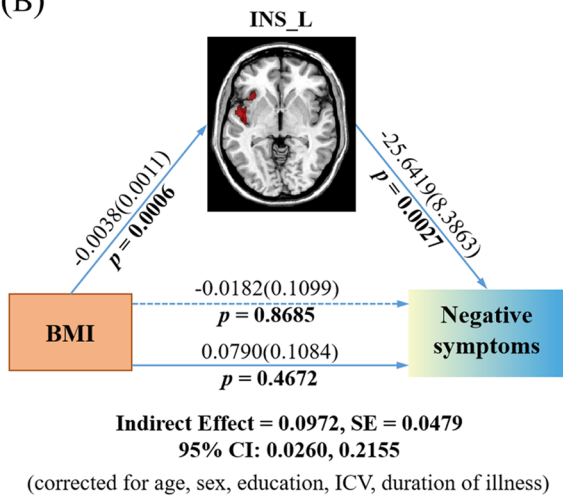 (B)
INS_L
-0.0038(0.0011)
p = 0.0006
-25.6419(8.3863)
p = 0.0027
BMI
-0.0182(0.1099)
p = 0.8685
0.0790(0.1084)
p = 0.4672
Negative
symptoms
Indirect Effect = 0.0972, SE = 0.0479
95% CI: 0.0260, 0.2155
(corrected for age, sex, education, ICV, duration of illness)